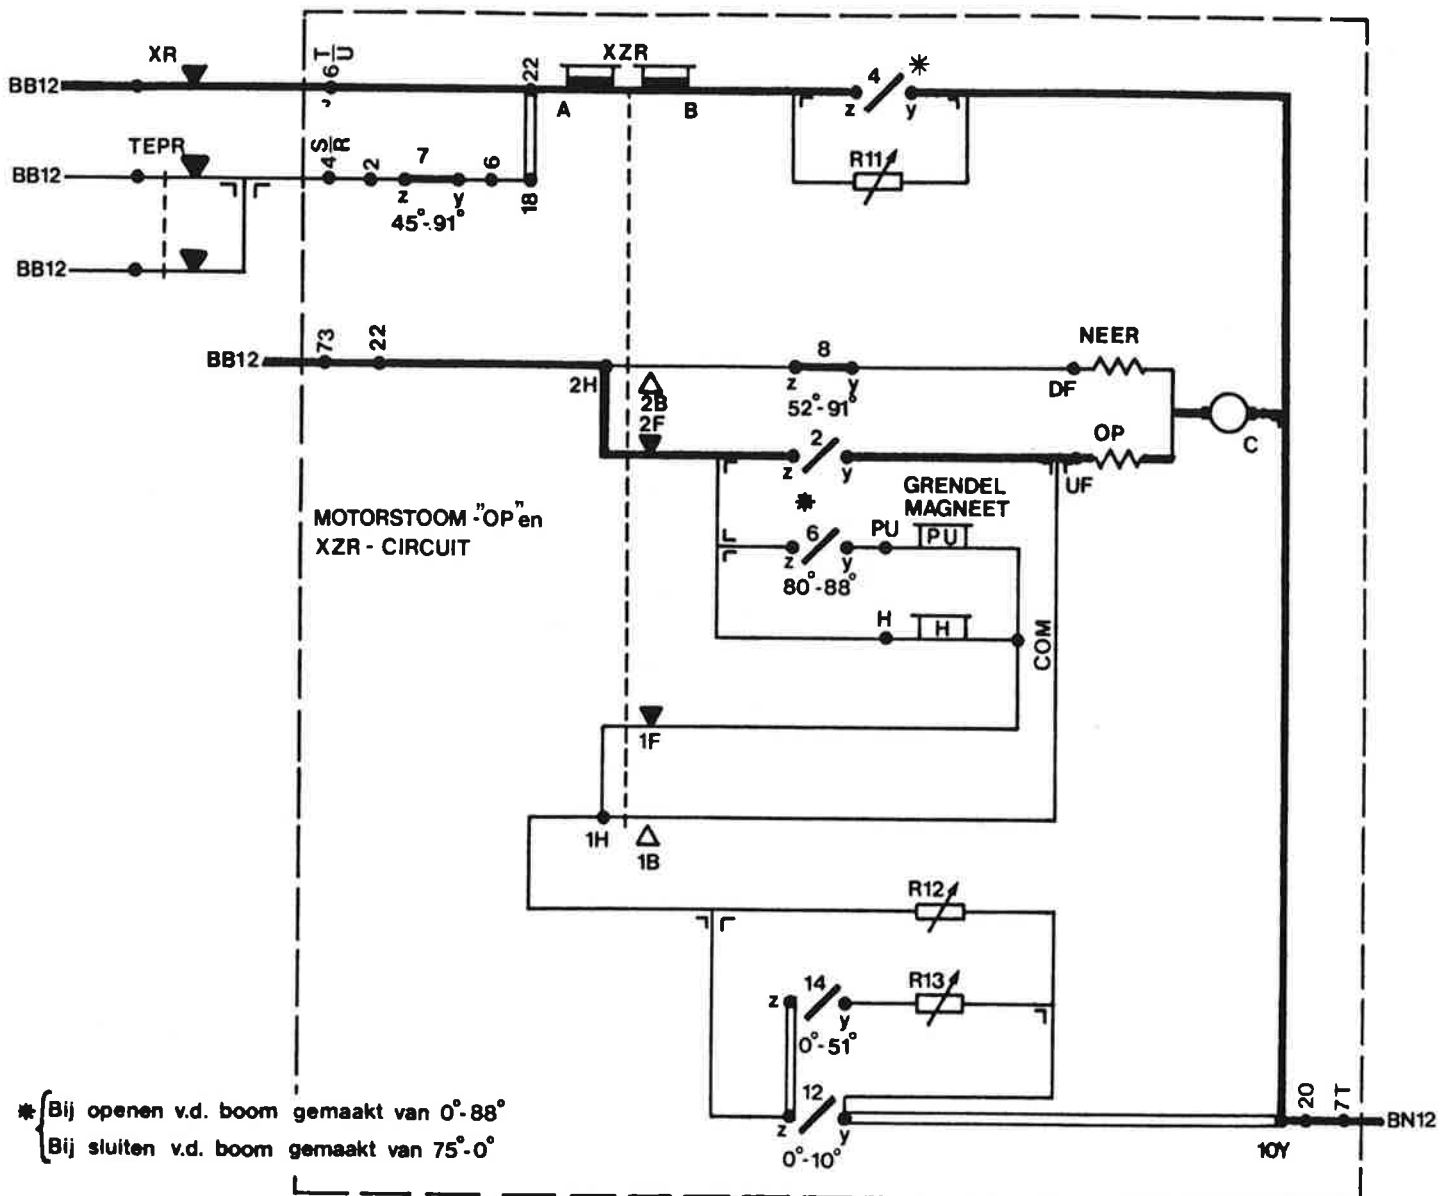 XR
6 T/U
22
XZR
4 *
BB12
A
B
z
y
TEPR
4 S/R
2
7
6
R11
BB12
z
y
18
45°-91°
BB12
73
22
8
NEER
BB12
2H
2B
z
y
DF
52°-91°
2F
2
OP
C
z
y
UF
*
GRENDEL
MAGNEET
MOTORSTOOM -"OP" en
XZR - CIRCUIT
6
PU
PU
z
y
80°-88°
H
H
COM
1F
1H
1B
R12
14
R13
z
y
0°-51°
12
z
y
0°-10°
20
7T
BN12
10Y
* Bij openen v.d. boom gemaakt van 0°-88°
Bij sluiten v.d. boom gemaakt van 75°-0°